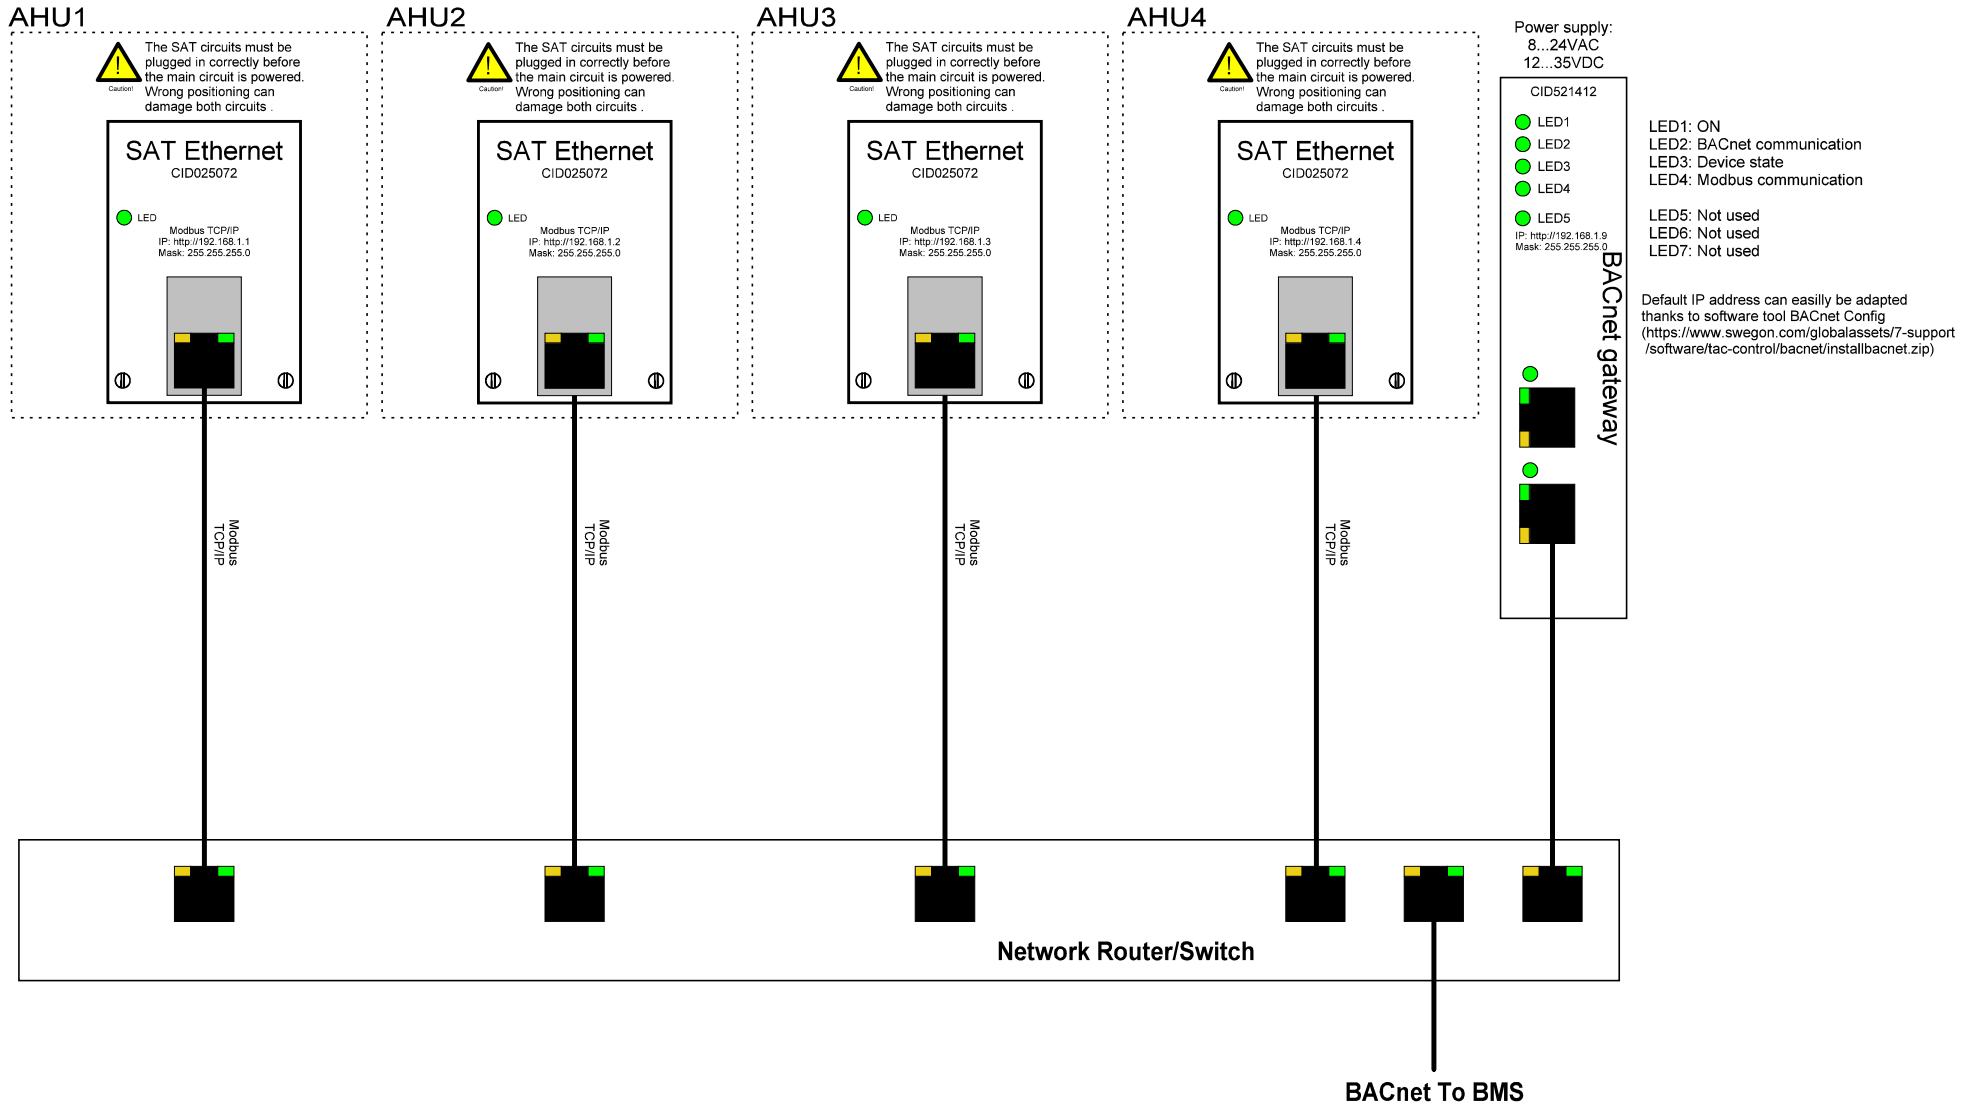 AHU1
Caution!
The SAT circuits must be
plugged in correctly before
the main circuit is powered.
Wrong positioning can
damage both circuits .
SAT Ethernet
CID025072
LED
Modbus TCP/IP
IP: http://192.168.1.1
Mask: 255.255.255.0
Modbus
TCP/IP
AHU2
Caution!
The SAT circuits must be
plugged in correctly before
the main circuit is powered.
Wrong positioning can
damage both circuits .
SAT Ethernet
CID025072
LED
Modbus TCP/IP
IP: http://192.168.1.2
Mask: 255.255.255.0
Modbus
TCP/IP
AHU3
Caution!
The SAT circuits must be
plugged in correctly before
the main circuit is powered.
Wrong positioning can
damage both circuits .
SAT Ethernet
CID025072
LED
Modbus TCP/IP
IP: http://192.168.1.3
Mask: 255.255.255.0
Modbus
TCP/IP
AHU4
Caution!
The SAT circuits must be
plugged in correctly before
the main circuit is powered.
Wrong positioning can
damage both circuits .
SAT Ethernet
CID025072
LED
Modbus TCP/IP
IP: http://192.168.1.4
Mask: 255.255.255.0
Modbus
TCP/IP
Power supply:
8...24VAC
12...35VDC
CID521412
LED1
LED2
LED3
LED4
LED5
IP: http://192.168.1.9
Mask: 255.255.255.0
BACnet gateway
LED1: ON
LED2: BACnet communication
LED3: Device state
LED4: Modbus communication
LED5: Not used
LED6: Not used
LED7: Not used
Default IP address can easilly be adapted
thanks to software tool BACnet Config
(https://www.swegon.com/globalassets/7-support
/software/tac-control/bacnet/installbacnet.zip)
Network Router/Switch
BACnet To BMS